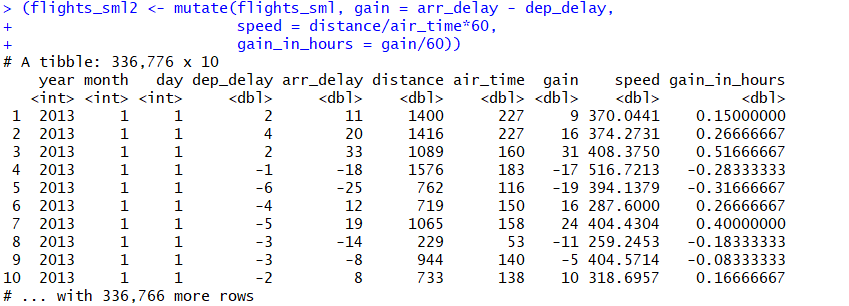 > (flights_sml2 <- mutate(flights_sml, gain = arr_delay - dep_delay,
+                         speed = distance/air_time*60,
+                         gain_in_hours = gain/60))
# A tibble: 336,776 x 10
    year month   day dep_delay arr_delay distance air_time  gain    speed gain_in_hours
   <int> <int> <int>     <dbl>     <dbl>    <dbl>    <dbl> <dbl>    <dbl>         <dbl>
 1  2013     1     1         2        11     1400      227     9 370.0441    0.15000000
 2  2013     1     1         4        20     1416      227    16 374.2731    0.26666667
 3  2013     1     1         2        33     1089      160    31 408.3750    0.51666667
 4  2013     1     1        -1       -18     1576      183   -17 516.7213   -0.28333333
 5  2013     1     1        -6       -25      762      116   -19 394.1379   -0.31666667
 6  2013     1     1        -4        12      719      150    16 287.6000    0.26666667
 7  2013     1     1        -5        19     1065      158    24 404.4304    0.40000000
 8  2013     1     1        -3       -14      229       53   -11 259.2453   -0.18333333
 9  2013     1     1        -3        -8      944      140    -5 404.5714   -0.08333333
10  2013     1     1        -2         8      733      138    10 318.6957    0.16666667
# ... with 336,766 more rows